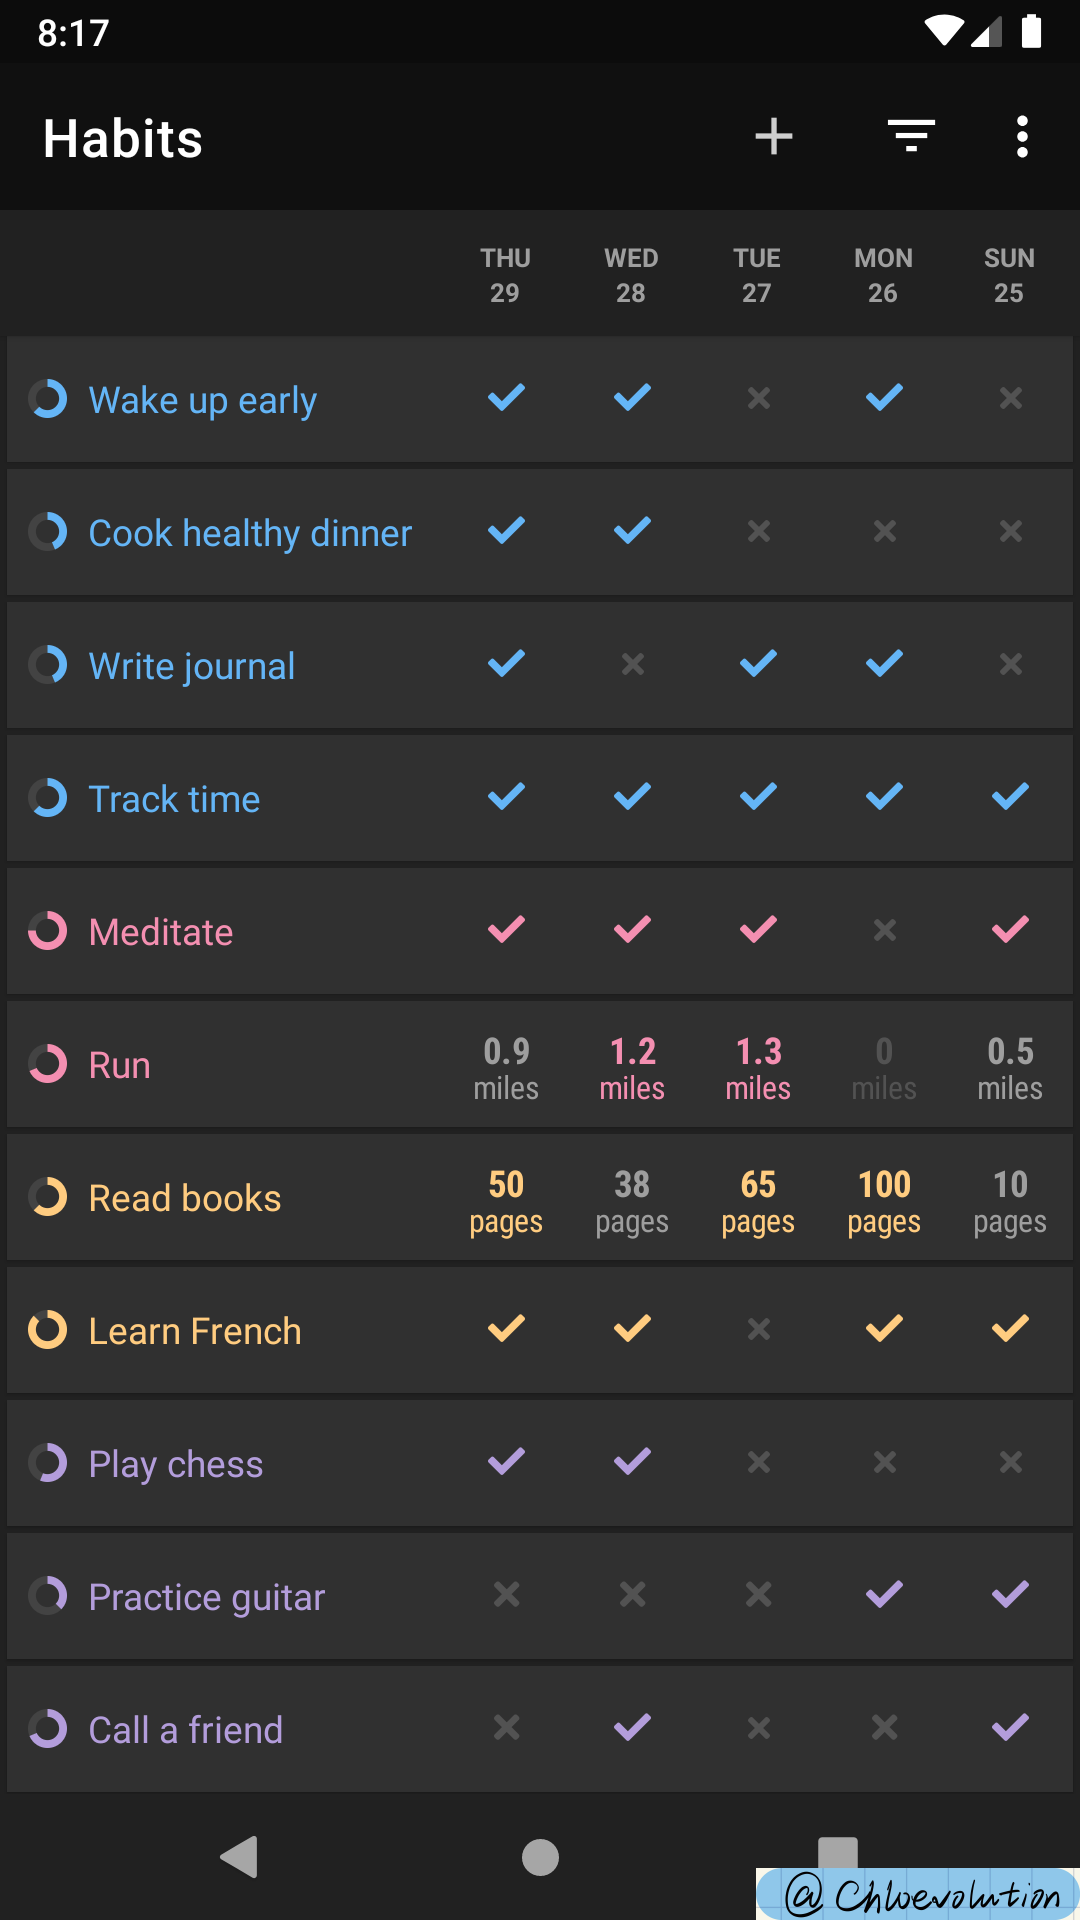 8:17
Habits
THU WED TUE MON SUN
29 28 27 26 25
Wake up early
Cook healthy dinner
Write journal
Track time
Meditate
Run 0.9 miles 1.2 miles 1.3 miles 0 miles 0.5 miles
Read books 50 pages 38 pages 65 pages 100 pages 10 pages
Learn French
Play chess
Practice guitar
Call a friend
@Chloevolution